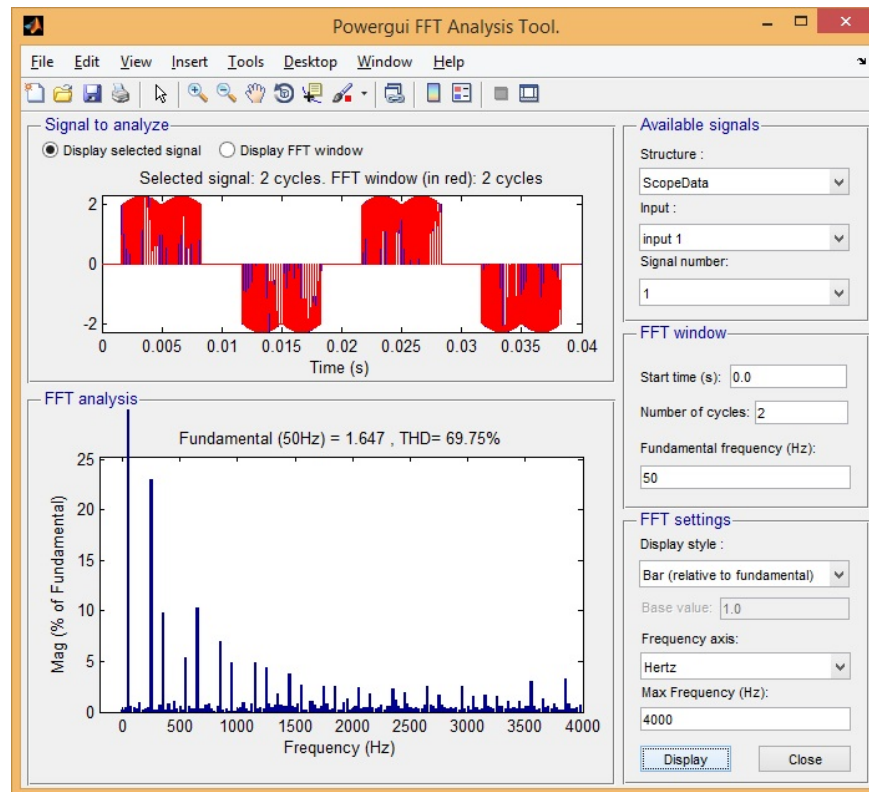 Powergui FFT Analysis Tool.
File Edit View Insert Tools Desktop Window Help
Signal to analyze
Display selected signal Display FFT window
Selected signal: 2 cycles. FFT window (in red): 2 cycles
2
0
-2
0 0.005 0.01 0.015 0.02 0.025 0.03 0.035 0.04
Time (s)
FFT analysis
Fundamental (50Hz) = 1.647 , THD= 69.75%
Mag (% of Fundamental)
25
20
15
10
5
0
0 500 1000 1500 2000 2500 3000 3500 4000
Frequency (Hz)
Available signals
Structure :
ScopeData
Input :
input 1
Signal number:
1
FFT window
Start time (s): 0.0
Number of cycles: 2
Fundamental frequency (Hz):
50
FFT settings
Display style :
Bar (relative to fundamental)
Base value: 1.0
Frequency axis:
Hertz
Max Frequency (Hz):
4000
Display Close